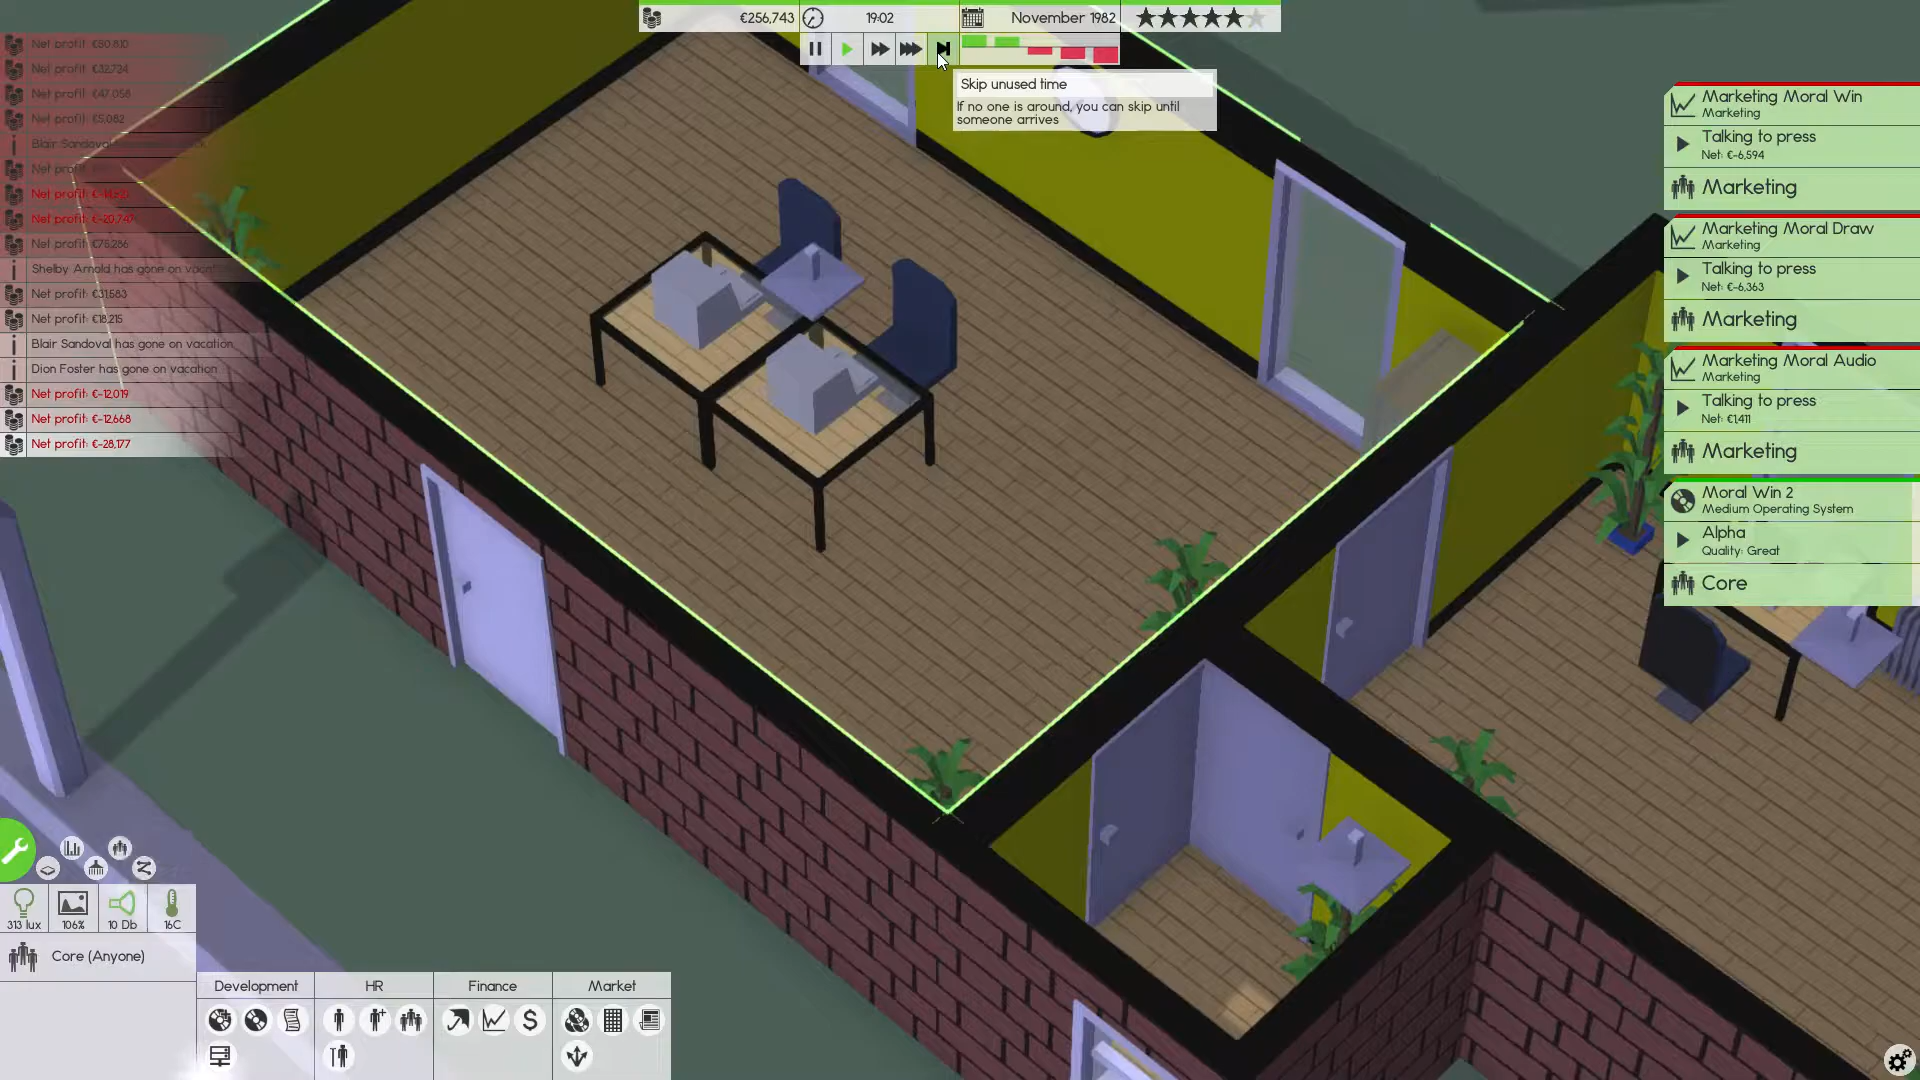 €256,743
19:02
November 1982
Skip unused time
If no one is around, you can skip until
someone arrives
Net profit: €50,810
Net profit: €32,724
Net profit: €47,058
Net profit: €5,082
Blair Sandoval
Net profit:
Net profit:
Net profit: €-20,747
Net profit: €75,286
Shelby Arnold has gone on vacation
Net profit: €31,583
Net profit: €18,215
Blair Sandoval has gone on vacation
Dion Foster has gone on vacation
Net profit: €-12,019
Net profit: €-12,668
Net profit: €-28,177
Marketing Moral Win
Marketing
Talking to press
Net: €-6,594
Marketing
Marketing Moral Draw
Marketing
Talking to press
Net: €-6,363
Marketing
Marketing Moral Audio
Marketing
Talking to press
Net: €1,411
Marketing
Moral Win 2
Medium Operating System
Alpha
Quality: Great
Core
313 lux
106%
10 Db
16C
Core (Anyone)
Development
HR
Finance
Market